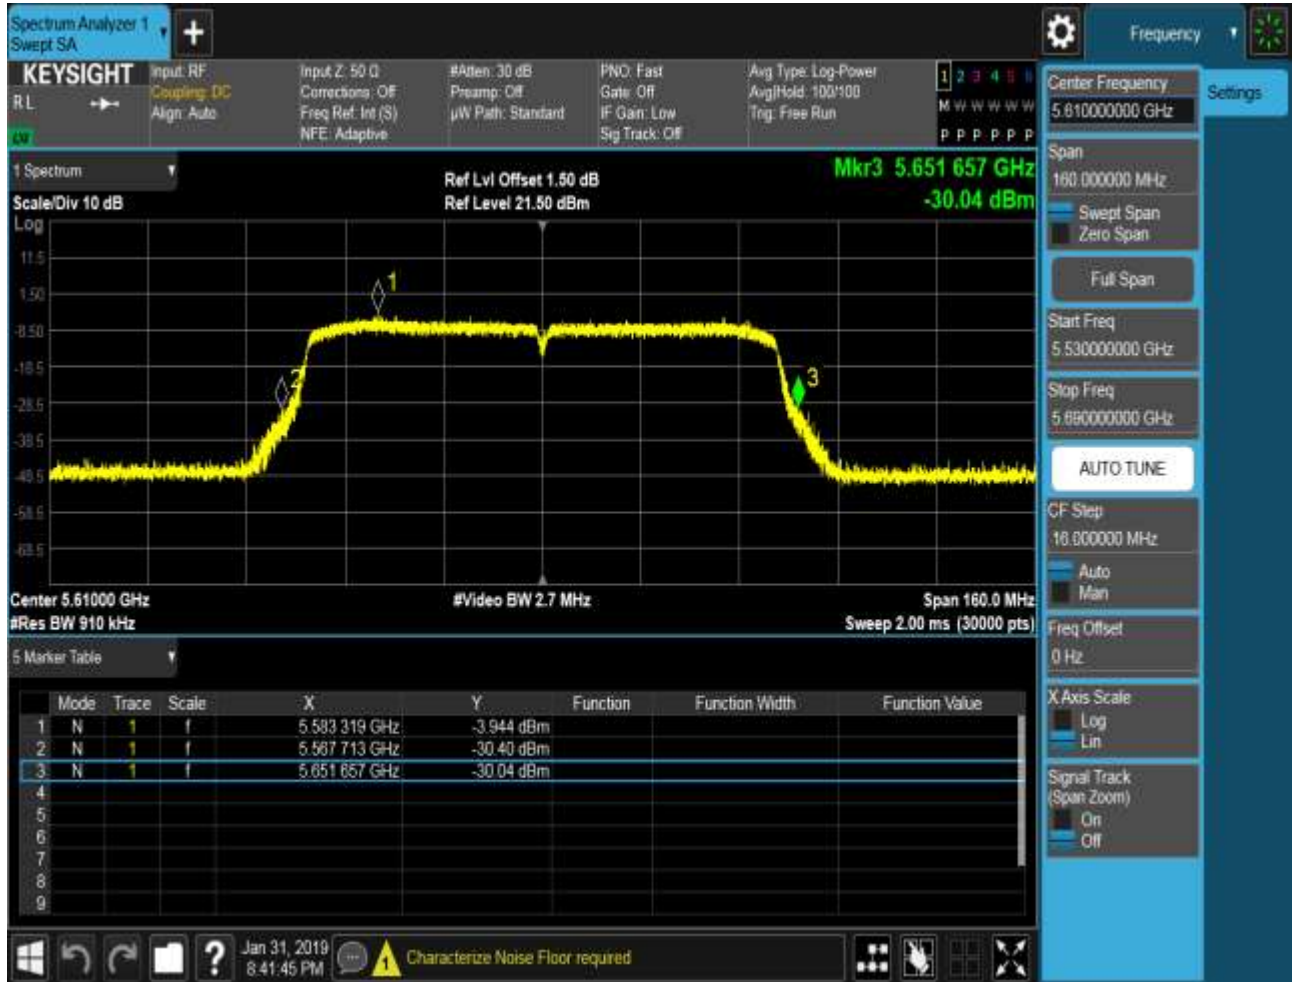 Spectrum Analyzer 1
Swept SA
+
Frequency
KEYSIGHT
RL
Input: RF
Coupling: DC
Align: Auto
Input Z: 50 Ω
Corrections: Off
Freq Ref: Int (S)
NFE: Adaptive
#Atten: 30 dB
Preamp: Off
µW Path: Standard
PNO: Fast
Gate: Off
IF Gain: Low
Sig Track: Off
Avg Type: Log-Power
Avg|Hold: 100/100
Trig: Free Run
1 2 3 4 5 6
M W W W W W
P P P P P P
1 Spectrum
Scale/Div 10 dB
Ref Lvl Offset 1.50 dB
Ref Level 21.50 dBm
Mkr3 5.651 657 GHz
-30.04 dBm
Log
11.5
1.50
-8.50
-18.5
-28.5
-38.5
-48.5
-58.5
-68.5
1
2
3
Center 5.61000 GHz
#Res BW 910 kHz
#Video BW 2.7 MHz
Span 160.0 MHz
Sweep 2.00 ms (30000 pts)
5 Marker Table
Mode Trace Scale X Y Function Function Width Function Value
1 N 1 f 5.583 319 GHz -3.944 dBm
2 N 1 f 5.567 713 GHz -30.40 dBm
3 N 1 f 5.651 657 GHz -30.04 dBm
4
5
6
7
8
9
Jan 31, 2019
8:41:45 PM
?
1
Characterize Noise Floor required
Center Frequency
5.610000000 GHz
Settings
Span
160.000000 MHz
Swept Span
Zero Span
Full Span
Start Freq
5.530000000 GHz
Stop Freq
5.690000000 GHz
AUTO TUNE
CF Step
16.000000 MHz
Auto
Man
Freq Offset
0 Hz
X Axis Scale
Log
Lin
Signal Track
(Span Zoom)
On
Off